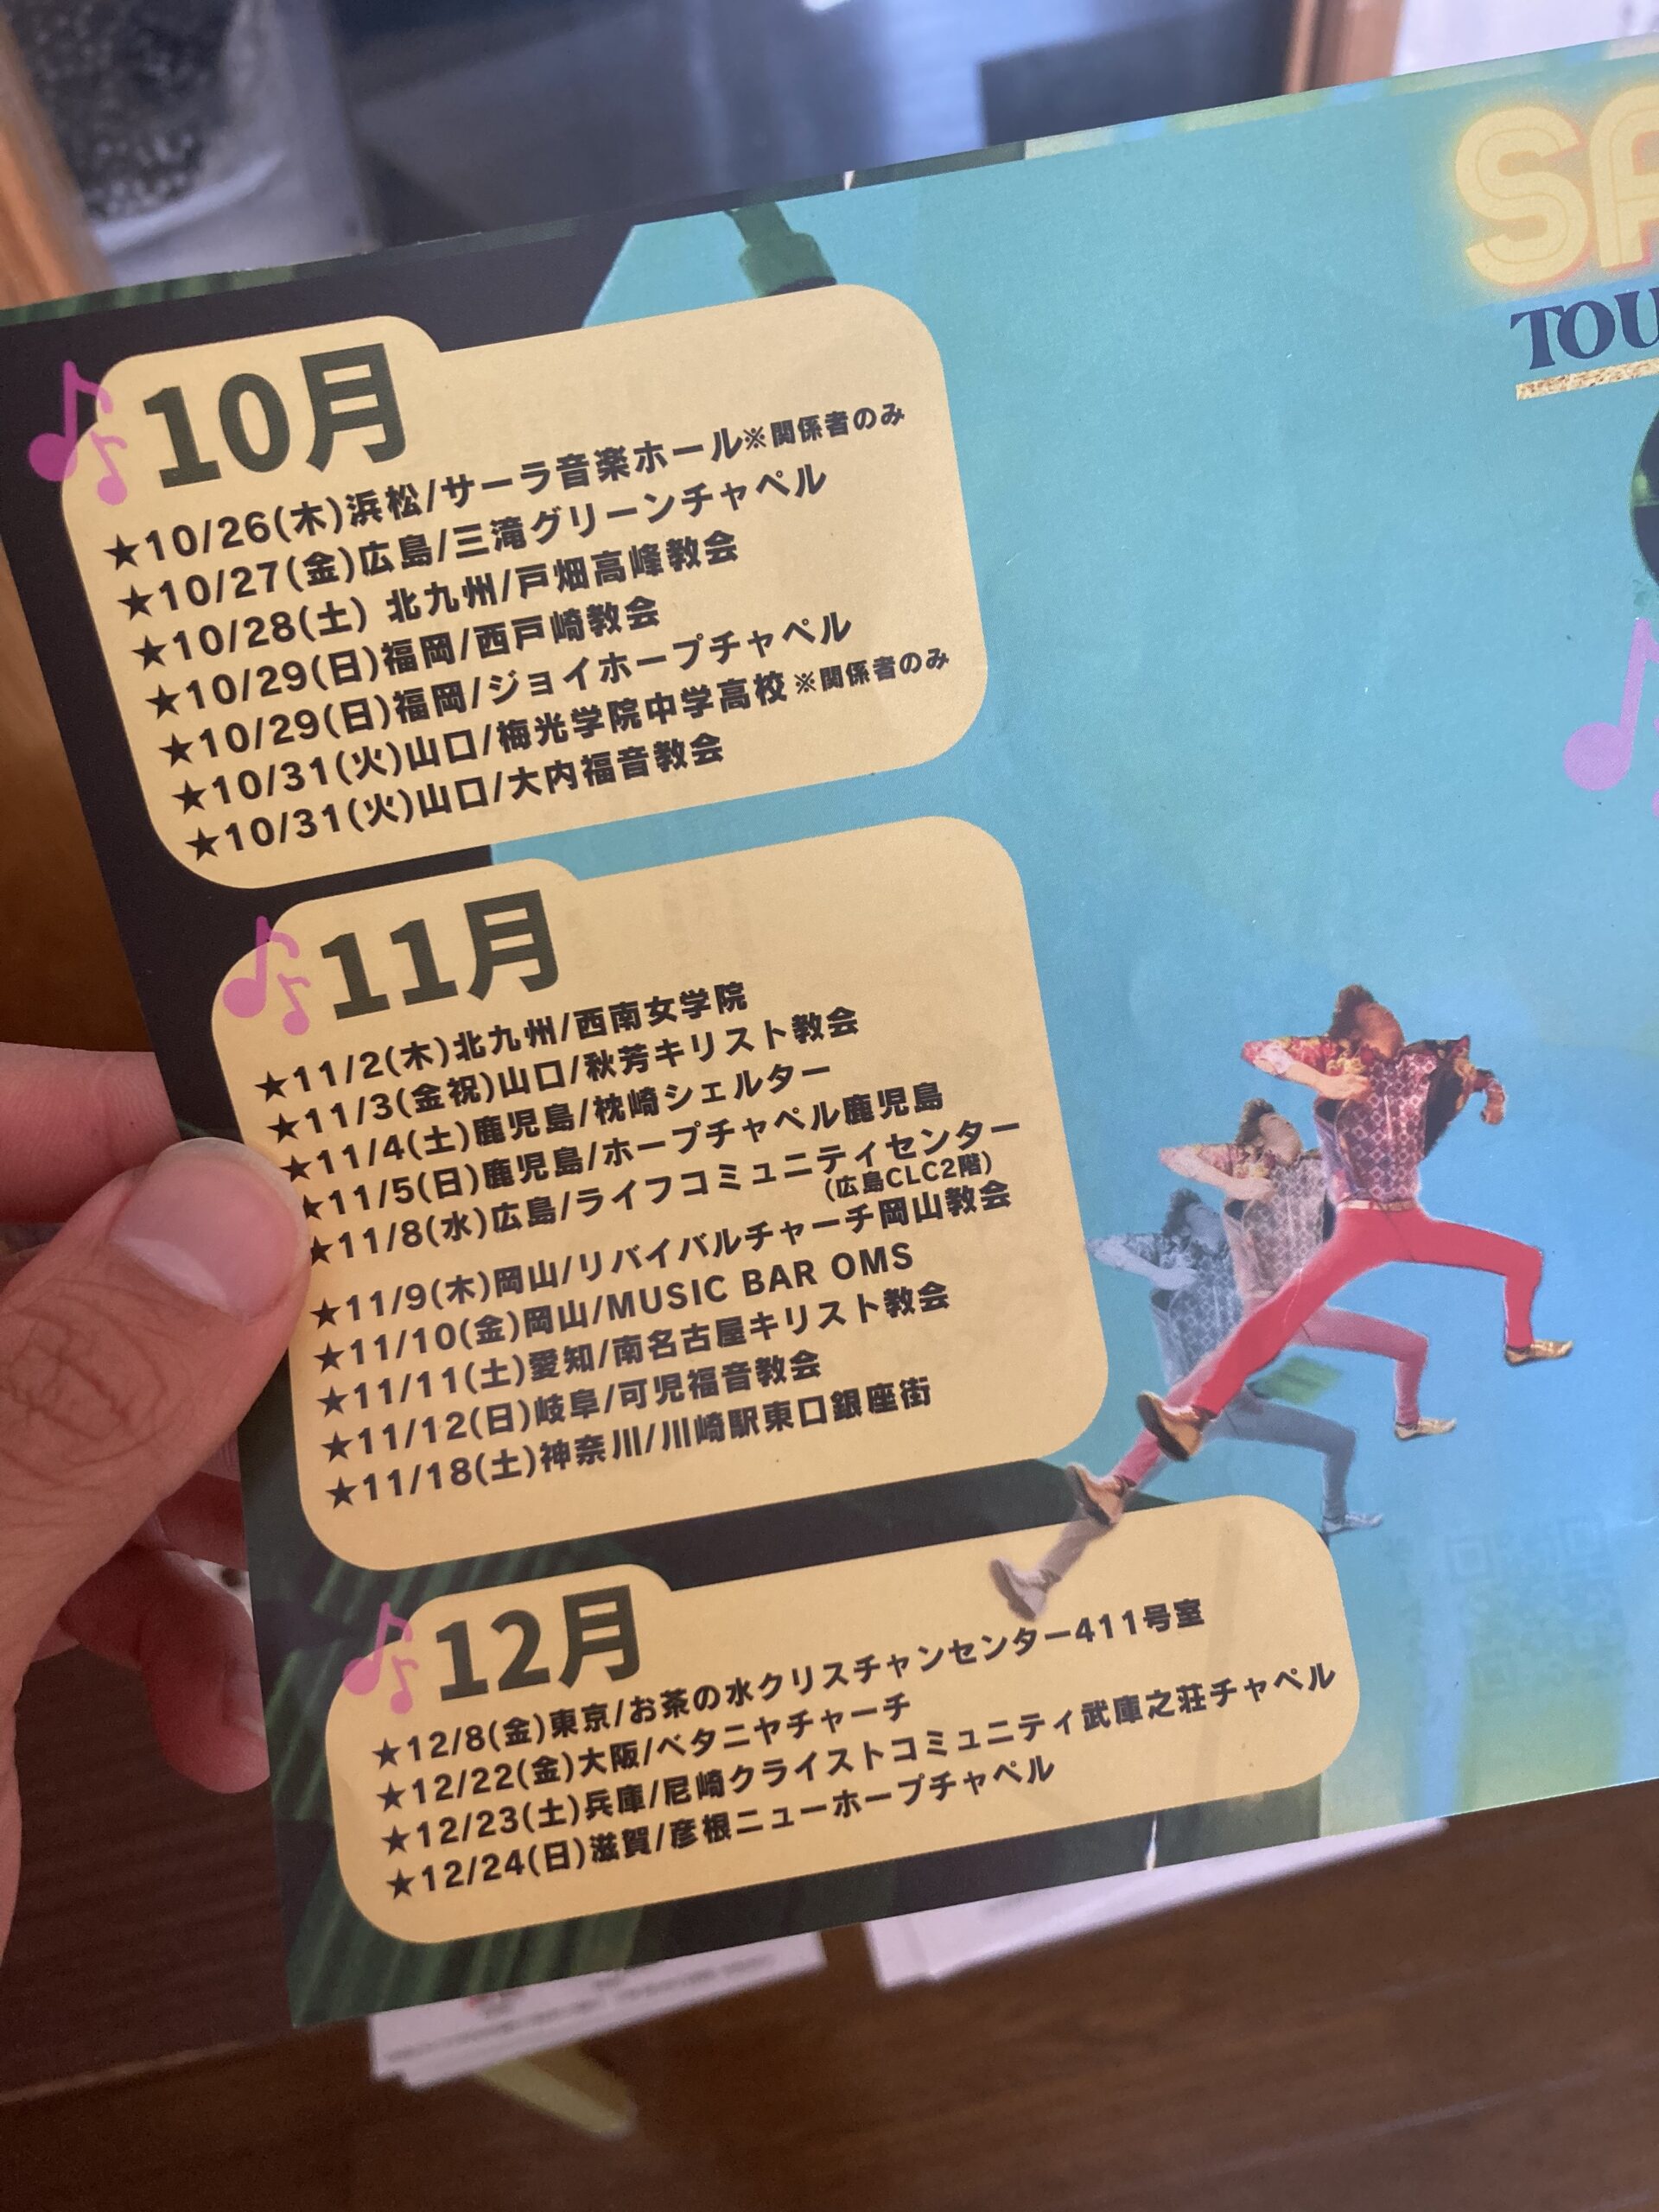 10月
★10/26(木)浜松/サーラ音楽ホール※関係者のみ
★10/27(金)広島/三滝グリーンチャペル
★10/28(土) 北九州/戸畑高峰教会
★10/29(日)福岡/西戸崎教会
★10/29(日)福岡/ジョイホープチャペル
★10/31(火)山口/梅光学院中学高校※関係者のみ
★10/31(火)山口/大内福音教会
11月
★11/2(木)北九州/西南女学院
★11/3(金祝)山口/秋芳キリスト教会
★11/4(土)鹿児島/枕崎シェルター
★11/5(日)鹿児島/ホープチャペル鹿児島
★11/8(水)広島/ライフコミュニティセンター
(広島CLC2階)
★11/9(木)岡山/リバイバルチャーチ岡山教会
★11/10(金)岡山/MUSIC BAR OMS
★11/11(土)愛知/南名古屋キリスト教会
★11/12(日)岐阜/可児福音教会
★11/18(土)神奈川/川崎駅東口銀座街
12月
★12/8(金)東京/お茶の水クリスチャンセンター411号室
★12/22(金)大阪/ベタニヤチャーチ
★12/23(土)兵庫/尼崎クライストコミュニティ武庫之荘チャペル
★12/24(日)滋賀/彦根ニューホープチャペル
SA
TOU